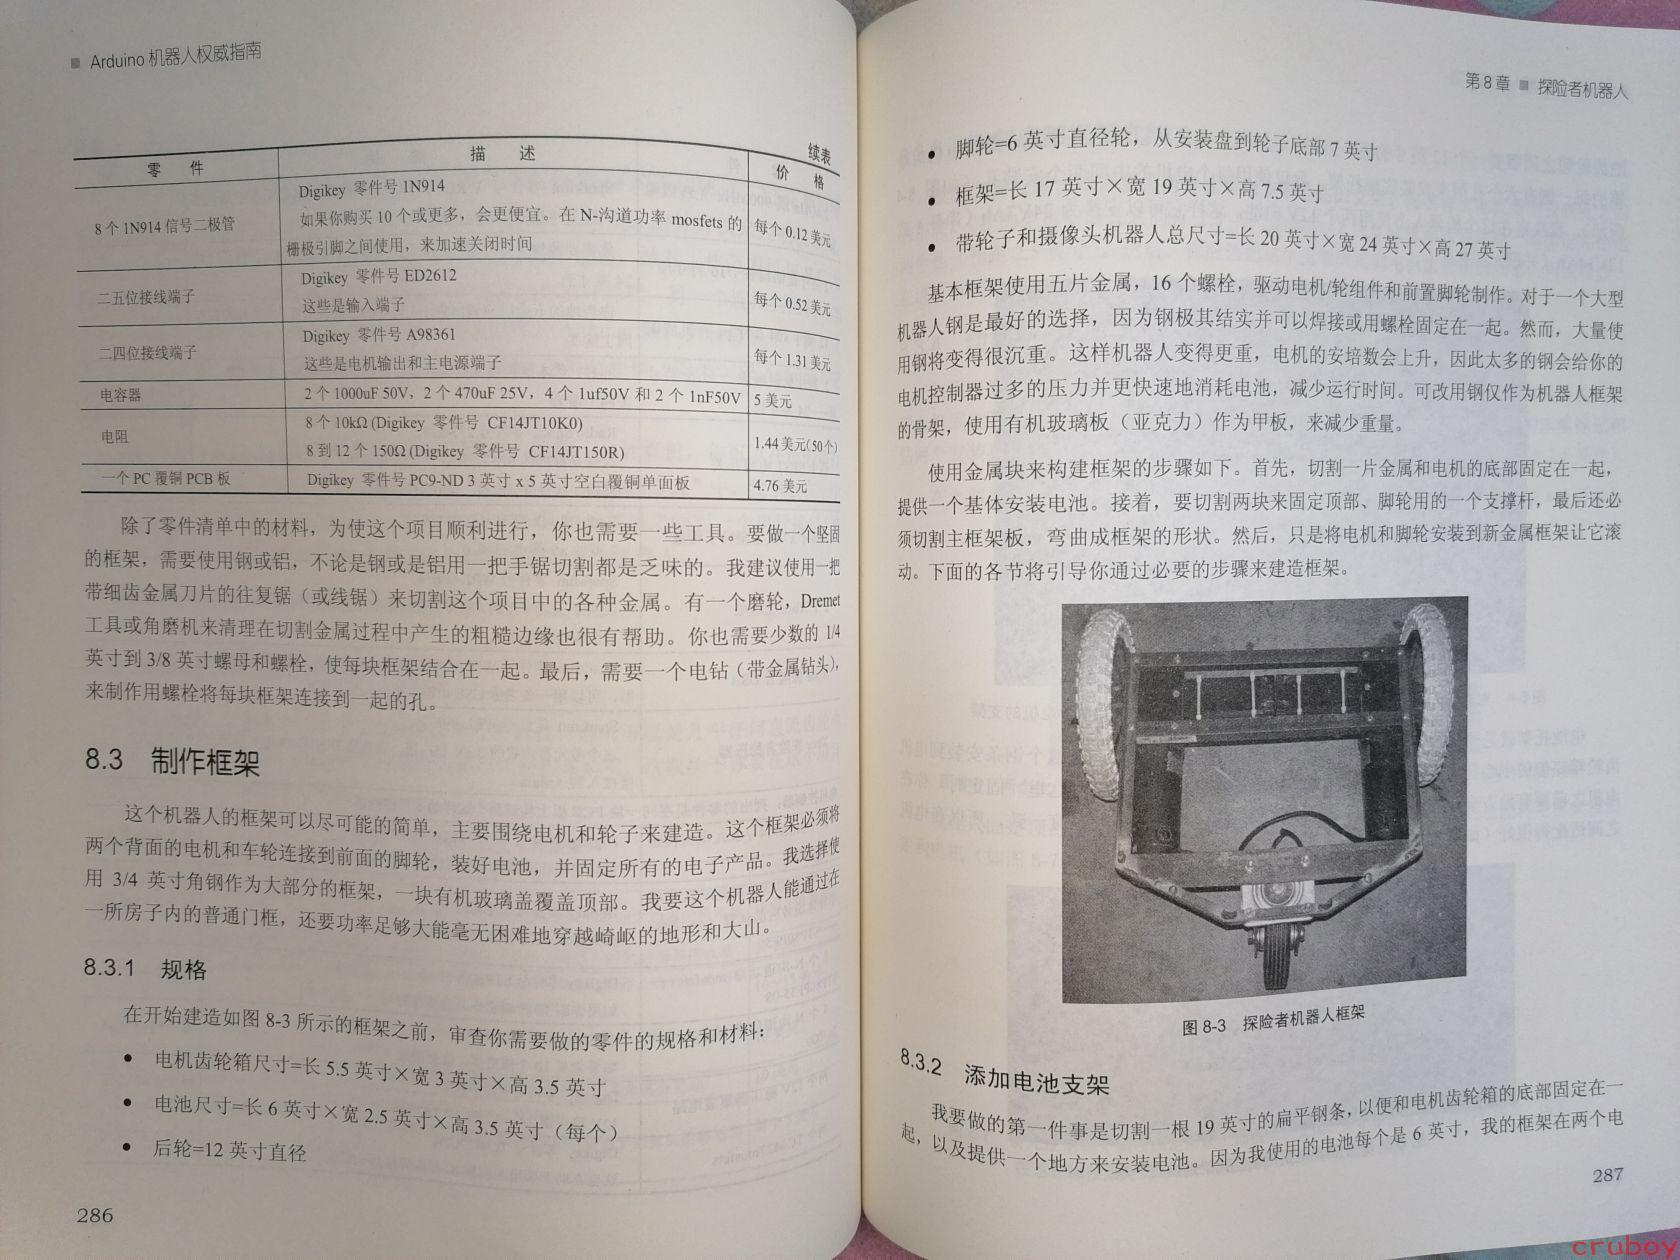 ■ Arduino 机器人权威指南
续表
零 件 描 述 价 格
8 个 1N914 信号二极管
Digikey 零件号 1N914
如果你购买 10 个或更多，会更便宜。在 N-沟道功率 mosfets 的
栅极引脚之间使用，来加速关闭时间
每个 0.12 美元
二五位接线端子
Digikey 零件号 ED2612
这些是输入端子
每个 0.52 美元
二四位接线端子
Digikey 零件号 A98361
这些是电机输出和主电源端子
每个 1.31 美元
电容器 2 个 1000uF 50V，2 个 470uF 25V，4 个 1uf50V 和 2 个 1nF50V 5 美元
电阻
8 个 10kΩ (Digikey 零件号 CF14JT10K0)
8 到 12 个 150Ω (Digikey 零件号 CF14JT150R)
1.44 美元(50个)
一个 PC 覆铜 PCB 板 Digikey 零件号 PC9-ND 3 英寸 x 5 英寸空白覆铜单面板 4.76 美元
除了零件清单中的材料，为使这个项目顺利进行，你也需要一些工具。要做一个坚固
的框架，需要使用钢或铝，不论是钢或是铝用一把手锯切割都是乏味的。我建议使用一把
带细齿金属刀片的往复锯（或线锯）来切割这个项目中的各种金属。有一个磨轮，Dremet
工具或角磨机来清理在切割金属过程中产生的粗糙边缘也很有帮助。你也需要少数的 1/4
英寸到 3/8 英寸螺母和螺栓，使每块框架结合在一起。最后，需要一个电钻（带金属钻头），
来制作用螺栓将每块框架连接到一起的孔。
8.3 制作框架
这个机器人的框架可以尽可能的简单，主要围绕电机和轮子来建造。这个框架必须将
两个背面的电机和车轮连接到前面的脚轮，装好电池，并固定所有的电子产品。我选择使
用 3/4 英寸角钢作为大部分的框架，一块有机玻璃盖覆盖顶部。我要这个机器人能通过在
一所房子内的普通门框，还要功率足够大能毫无困难地穿越崎岖的地形和大山。
8.3.1 规格
在开始建造如图 8-3 所示的框架之前，审查你需要做的零件的规格和材料：
● 电机齿轮箱尺寸=长 5.5 英寸×宽 3 英寸×高 3.5 英寸
● 电池尺寸=长 6 英寸×宽 2.5 英寸×高 3.5 英寸（每个）
● 后轮=12 英寸直径
286
第 8 章 ■ 探险者机器人
● 脚轮=6 英寸直径轮，从安装盘到轮子底部 7 英寸
● 框架=长 17 英寸×宽 19 英寸×高 7.5 英寸
● 带轮子和摄像头机器人总尺寸=长 20 英寸×宽 24 英寸×高 27 英寸
基本框架使用五片金属，16 个螺栓，驱动电机/轮组件和前置脚轮制作。对于一个大型
机器人钢是最好的选择，因为钢极其结实并可以焊接或用螺栓固定在一起。然而，大量使
用钢将变得很沉重。这样机器人变得更重，电机的安培数会上升，因此太多的钢会给你的
电机控制器过多的压力并更快速地消耗电池，减少运行时间。可改用钢仅作为机器人框架
的骨架，使用有机玻璃板（亚克力）作为甲板，来减少重量。
使用金属块来构建框架的步骤如下。首先，切割一片金属和电机的底部固定在一起，
提供一个基体安装电池。接着，要切割两块来固定顶部、脚轮用的一个支撑杆，最后还必
须切割主框架板，弯曲成框架的形状。然后，只是将电机和脚轮安装到新金属框架让它滚
动。下面的各节将引导你通过必要的步骤来建造框架。
图 8-3 探险者机器人框架
8.3.2 添加电池支架
我要做的第一件事是切割一根 19 英寸的扁平钢条，以便和电机齿轮箱的底部固定在一
起，以及提供一个地方来安装电池。因为我使用的电池每个是 6 英寸，我的框架在两个电
287
cruboy